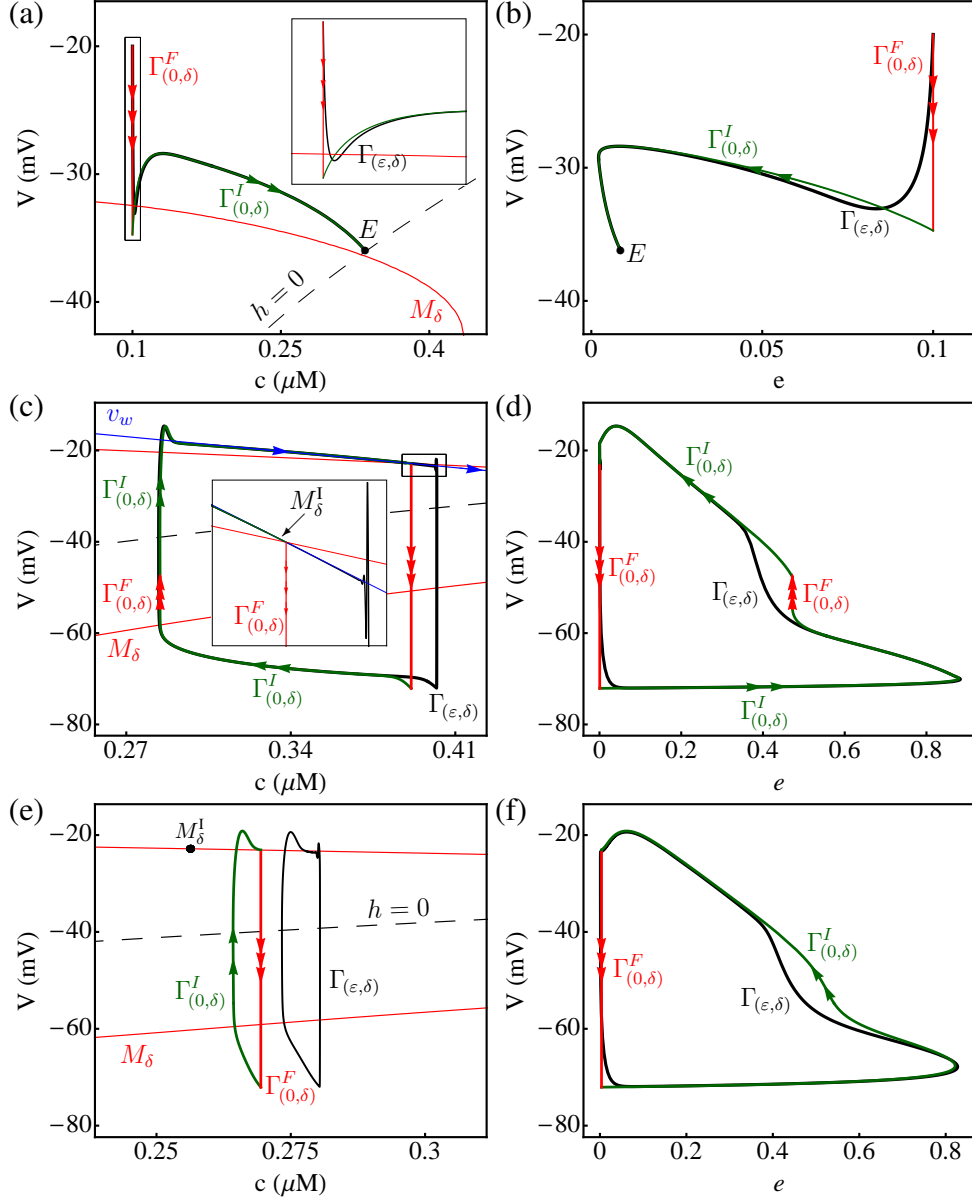 (a)
V (mV)
−20
−30
−40
Γ^F_(0,δ)
Γ_(ε,δ)
Γ^I_(0,δ)
E
h = 0
M_δ
0.1
0.25
0.4
c (μM)
(b)
V (mV)
−20
−30
−40
Γ^F_(0,δ)
Γ^I_(0,δ)
Γ_(ε,δ)
E
0
0.05
0.1
e
(c)
V (mV)
−20
−40
−60
−80
v_w
Γ^I_(0,δ)
M^I_δ
Γ^F_(0,δ)
Γ^F_(0,δ)
M_δ
Γ^I_(0,δ)
Γ_(ε,δ)
0.27
0.34
0.41
c (μM)
(d)
V (mV)
−20
−40
−60
−80
Γ^I_(0,δ)
Γ^F_(0,δ)
Γ_(ε,δ)
Γ^F_(0,δ)
Γ^I_(0,δ)
0
0.2
0.4
0.6
0.8
e
(e)
V (mV)
−20
−40
−60
−80
M^I_δ
h = 0
Γ^I_(0,δ)
Γ_(ε,δ)
M_δ
Γ^F_(0,δ)
0.25
0.275
0.3
c (μM)
(f)
V (mV)
−20
−40
−60
−80
Γ^I_(0,δ)
Γ^F_(0,δ)
Γ_(ε,δ)
0
0.2
0.4
0.6
0.8
e